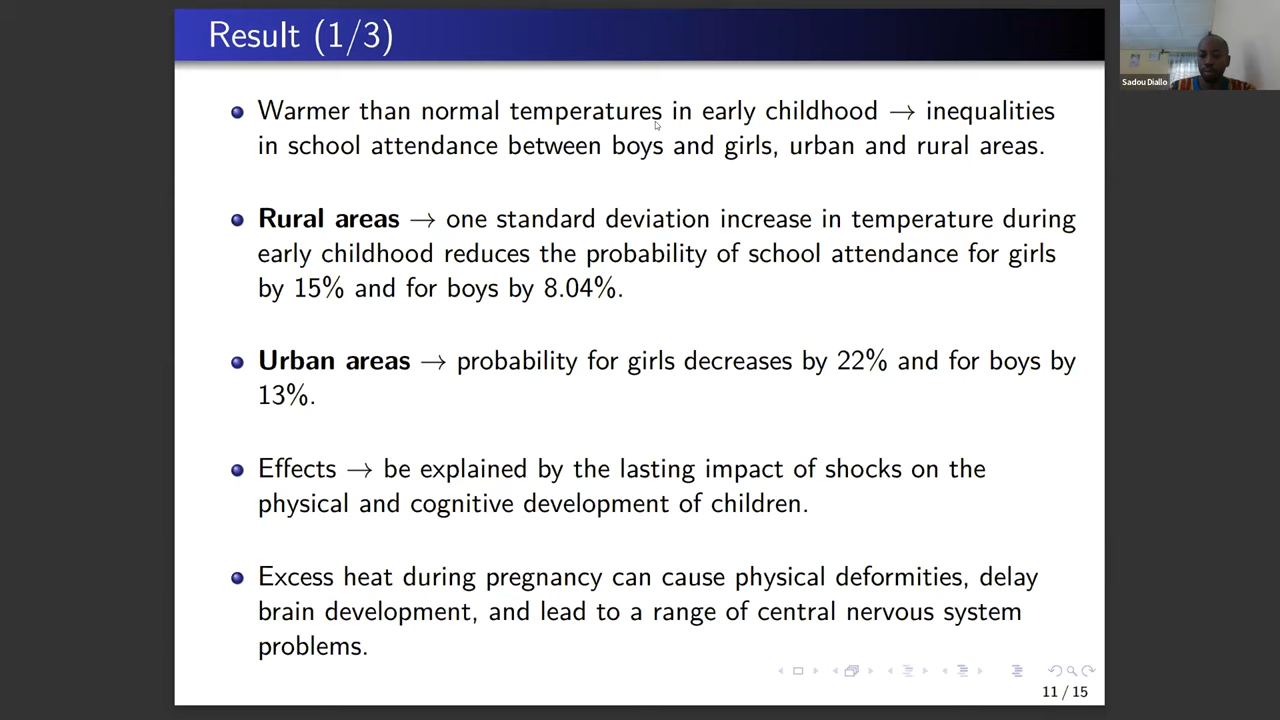 Result (1/3)
Warmer than normal temperatures in early childhood → inequalities
in school attendance between boys and girls, urban and rural areas.
Rural areas → one standard deviation increase in temperature during
early childhood reduces the probability of school attendance for girls
by 15% and for boys by 8.04%.
Urban areas → probability for girls decreases by 22% and for boys by
13%.
Effects → be explained by the lasting impact of shocks on the
physical and cognitive development of children.
Excess heat during pregnancy can cause physical deformities, delay
brain development, and lead to a range of central nervous system
problems.
11 / 15
Sadou Diallo